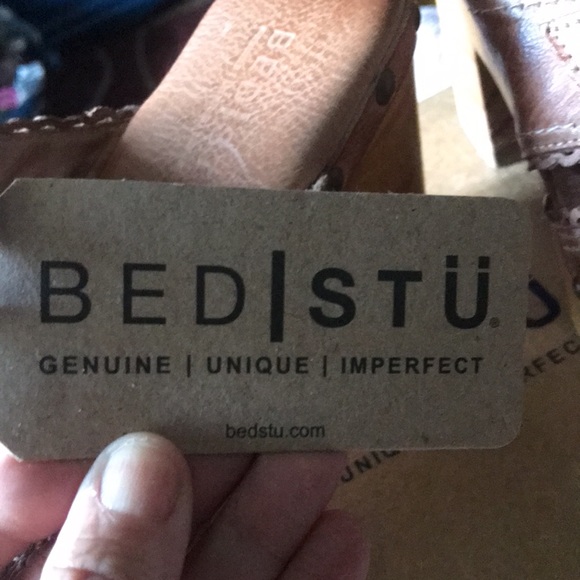 BED|STÜ®
GENUINE | UNIQUE | IMPERFECT
bedstu.com